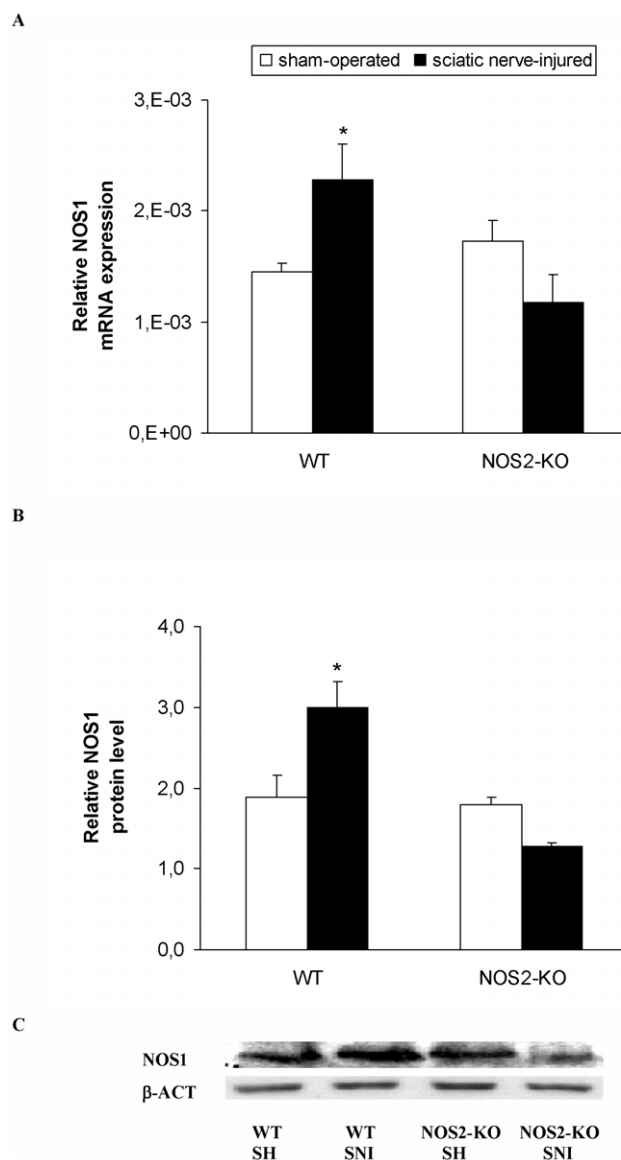 A
sham-operated sciatic nerve-injured
3,E-03
*
2,E-03
1,E-03
0,E+00
Relative NOS1
mRNA expression
WT NOS2-KO
B
4,0
*
3,0
2,0
1,0
0,0
Relative NOS1
protein level
WT NOS2-KO
C
NOS1
β-ACT
WT WT NOS2-KO NOS2-KO
SH SNI SH SNI